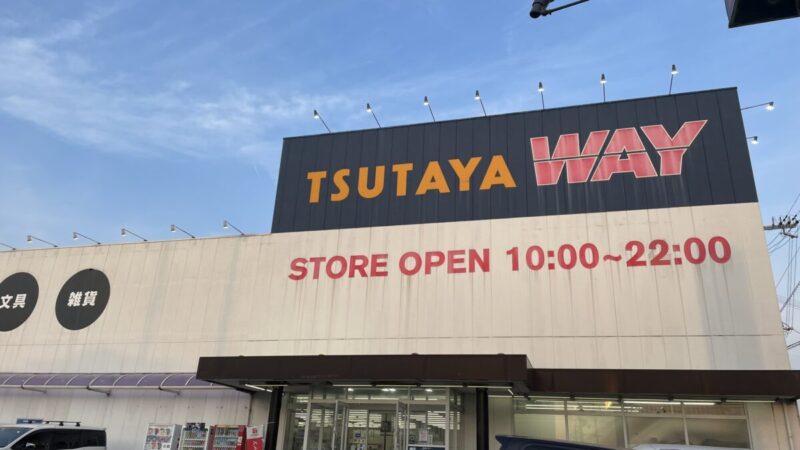 TSUTAYA WAY
STORE OPEN 10:00~22:00
文具
雑貨